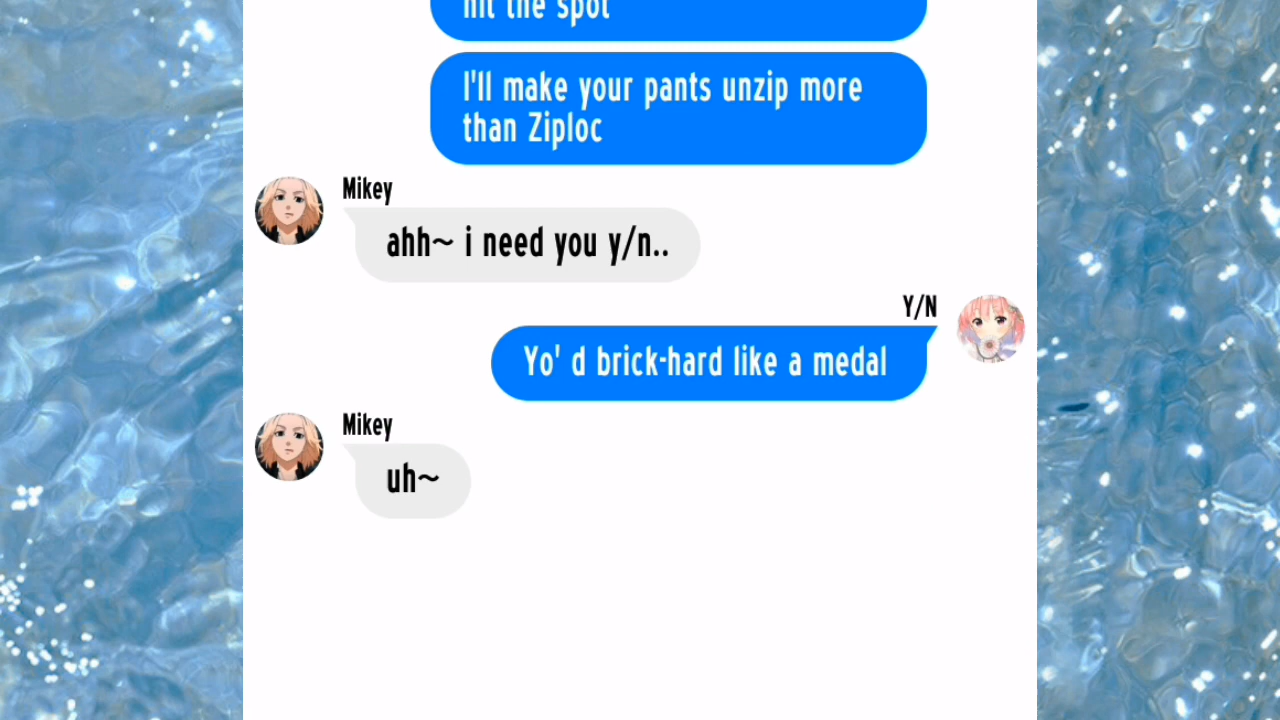 hit the spot
I'll make your pants unzip more
than Ziploc
Mikey
ahh~ i need you y/n..
Y/N
Yo' d brick-hard like a medal
Mikey
uh~